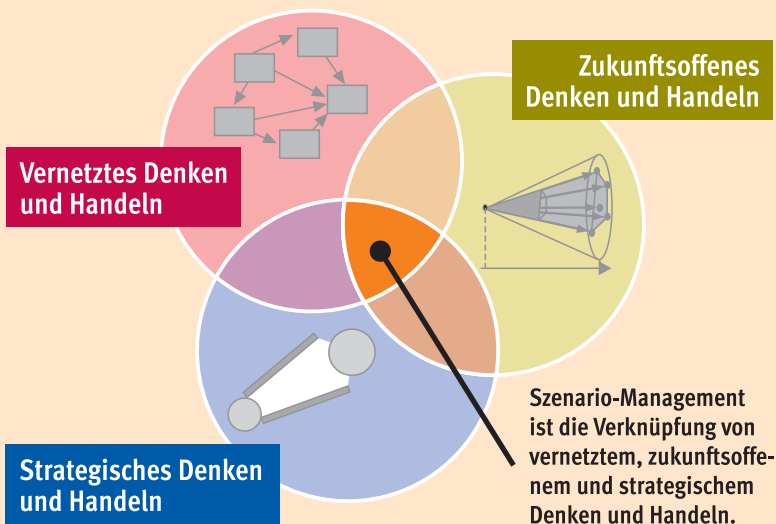 Zukunftsoffenes
Denken und Handeln
Vernetztes Denken
und Handeln
Strategisches Denken
und Handeln
Szenario-Management
ist die Verknüpfung von
vernetztem, zukunftsoffe-
nem und strategischem
Denken und Handeln.